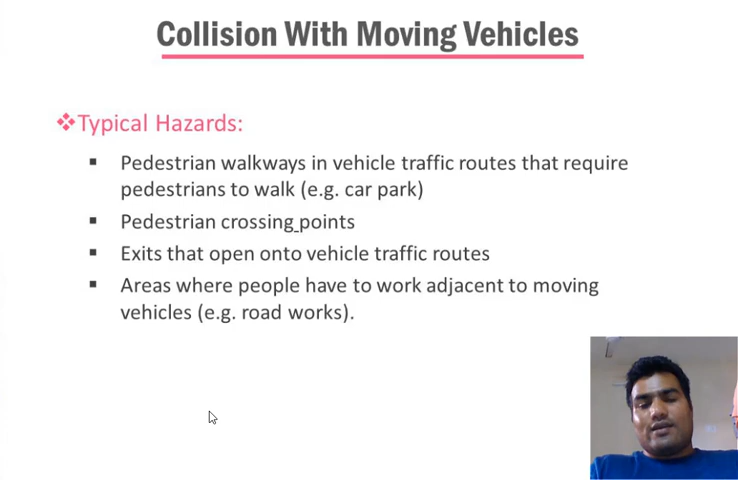 Collision With Moving Vehicles
❖Typical Hazards:
▪ Pedestrian walkways in vehicle traffic routes that require
pedestrians to walk (e.g. car park)
▪ Pedestrian crossing points
▪ Exits that open onto vehicle traffic routes
▪ Areas where people have to work adjacent to moving
vehicles (e.g. road works).